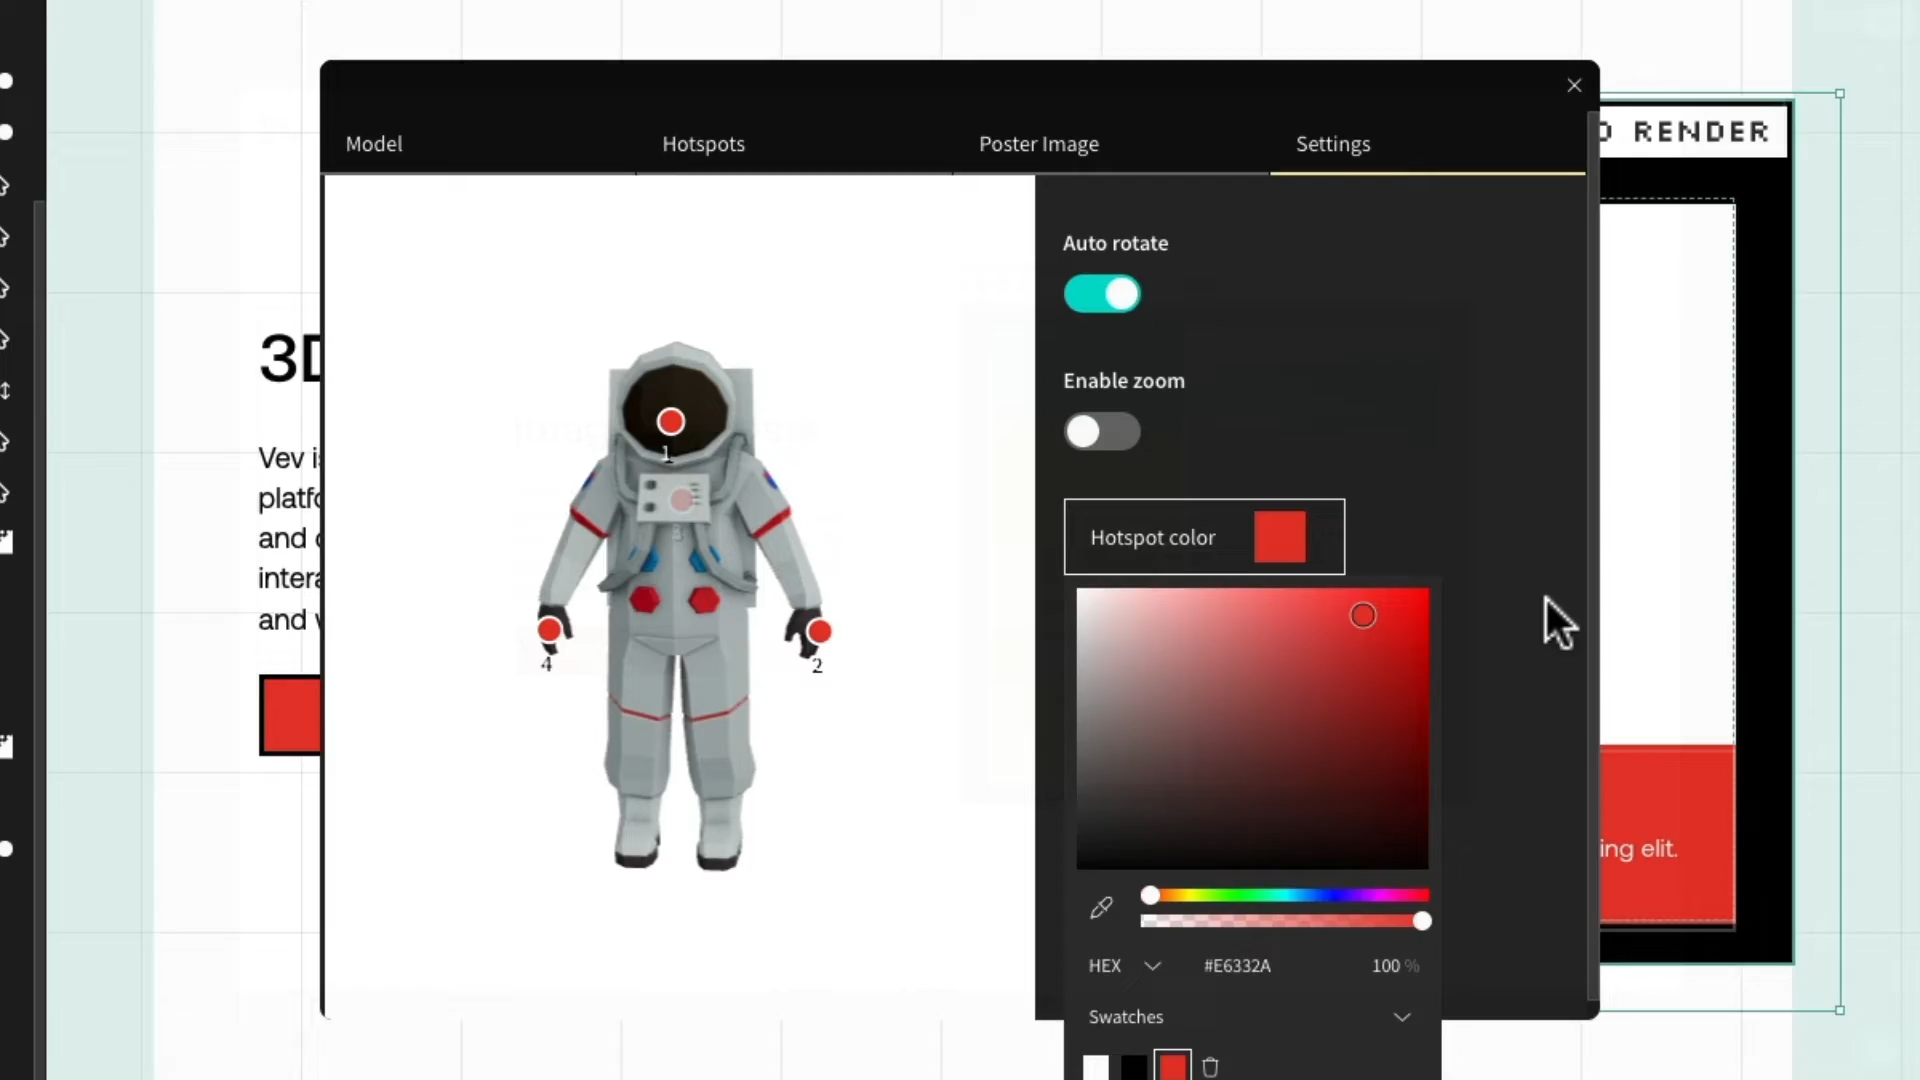 Model
Hotspots
Poster Image
Settings
RENDER
Auto rotate
3D
Enable zoom
1
Vev
platfo
and
Hotspot color
inter
and
4
2
ing elit.
HEX
#E6332A
100 %
Swatches